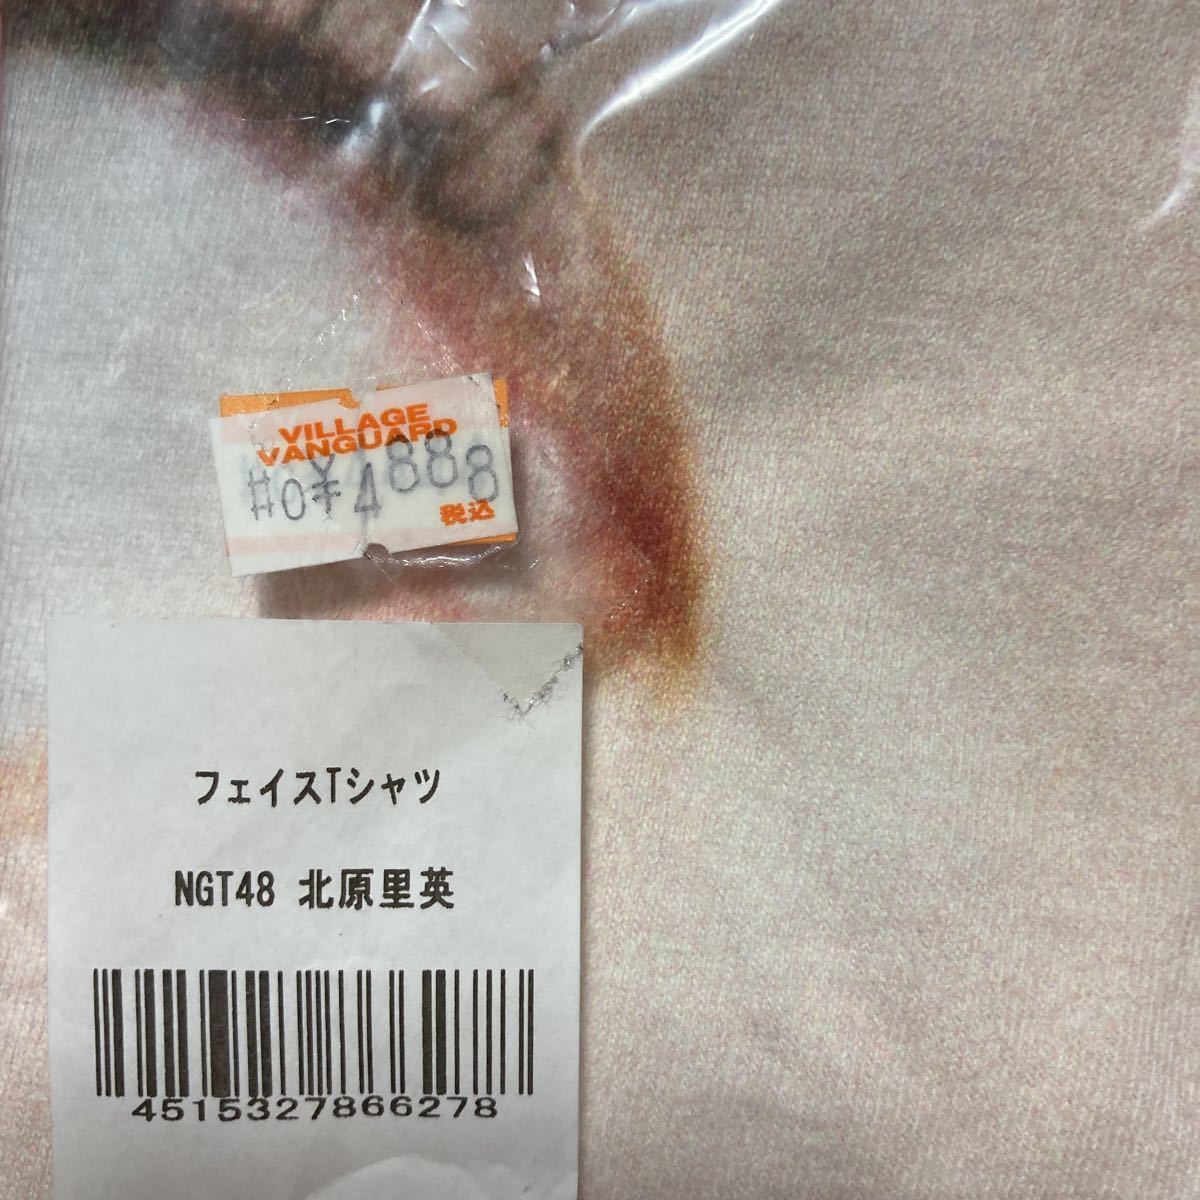 VILLAGE
VANGUARD
#0¥4888
税込
フェイスTシャツ
NGT48 北原里英
4515327866278